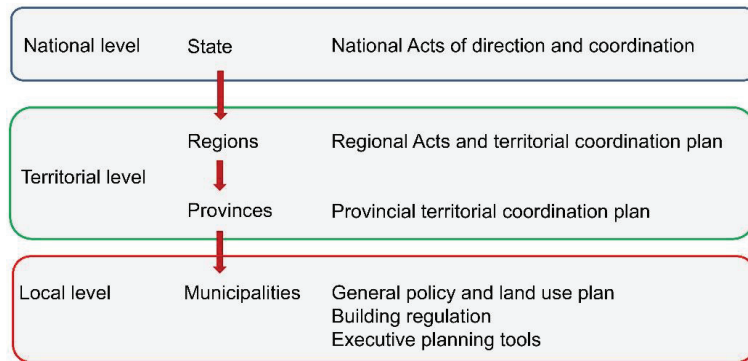 National level State National Acts of direction and coordination
Regions Regional Acts and territorial coordination plan
Territorial level
Provinces Provincial territorial coordination plan
Local level Municipalities General policy and land use plan
Building regulation
Executive planning tools